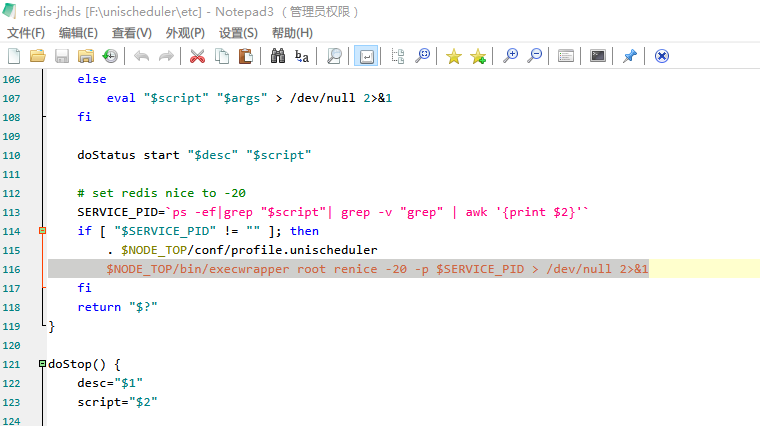 redis-jhds [F:\unischeduler\etc] - Notepad3 （管理员权限）
文件(F) 编辑(E) 查看(V) 外观(P) 设置(S) 帮助(H)
106 else
107 eval "$script" "$args" > /dev/null 2>&1
108 fi
109
110 doStatus start "$desc" "$script"
111
112 # set redis nice to -20
113 SERVICE_PID=`ps -ef|grep "$script"| grep -v "grep" | awk '{print $2}'`
114 if [ "$SERVICE_PID" != "" ]; then
115 . $NODE_TOP/conf/profile.unischeduler
116 $NODE_TOP/bin/execwrapper root renice -20 -p $SERVICE_PID > /dev/null 2>&1
117 fi
118 return "$?"
119 }
120
121 doStop() {
122 desc="$1"
123 script="$2"
124